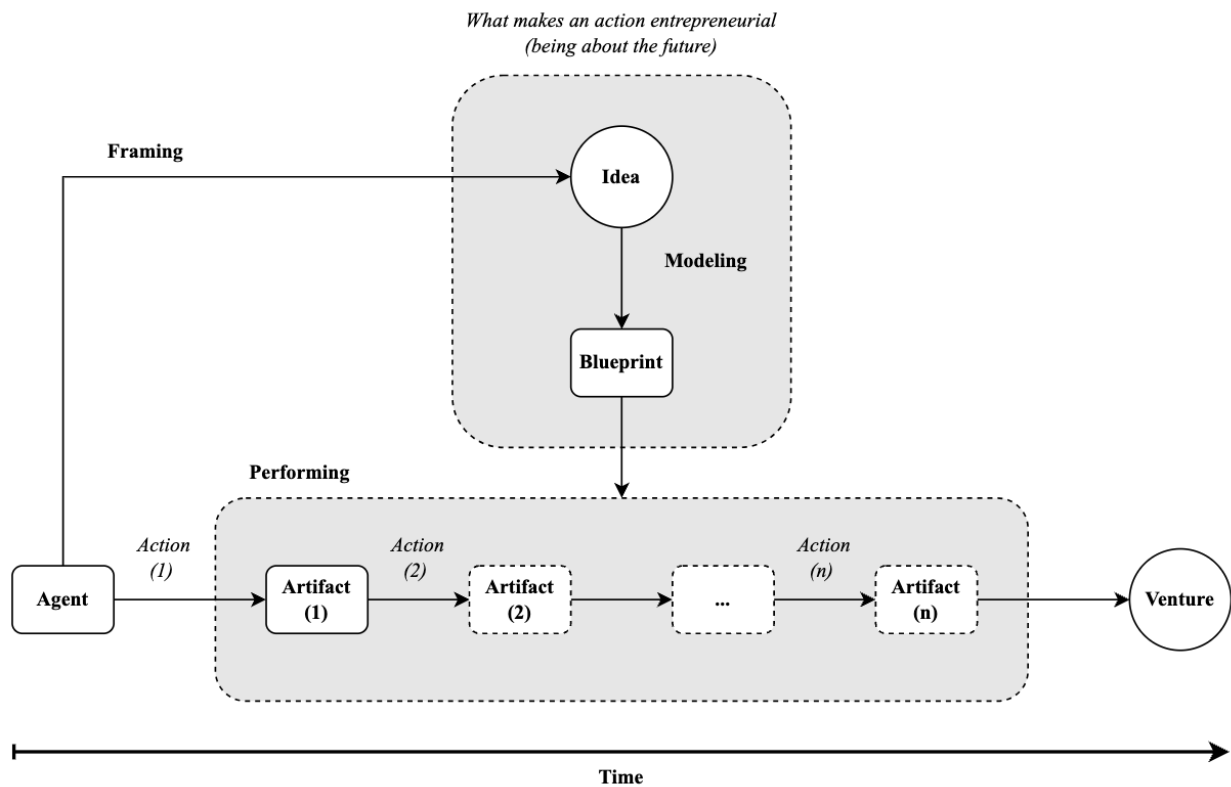 What makes an action entrepreneurial
(being about the future)
Framing
Idea
Modeling
Blueprint
Performing
Action
(1)
Action
(2)
Action
(n)
Agent
Artifact
(1)
Artifact
(2)
...
Artifact
(n)
Venture
Time